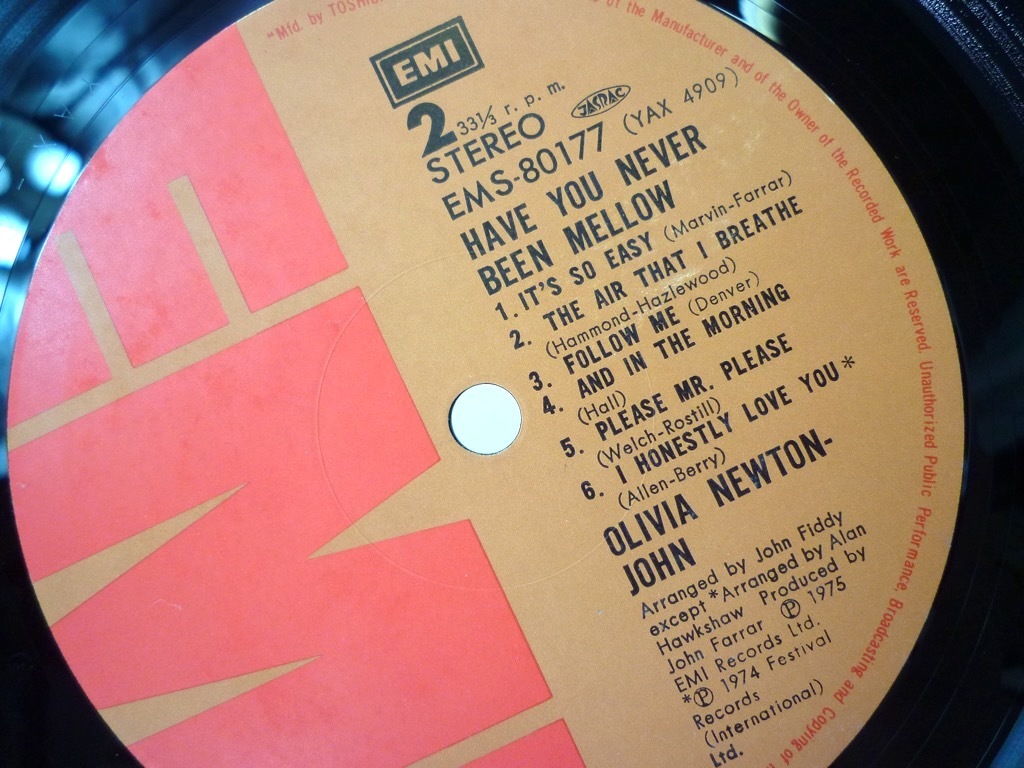 "Mfd. by TOSHI
of the Manufacturer and of the Owner of the Recorded Work are Reserved. Unauthorized Public Performance, Broadcasting and Copying of
EMI
2 33⅓ r. p. m. JASRAC
STEREO
EMS-80177 (YAX 4909)
HAVE YOU NEVER
BEEN MELLOW
1. IT'S SO EASY (Marvin-Farrar)
2. THE AIR THAT I BREATHE
(Hammond-Hazlewood)
3. FOLLOW ME (Denver)
4. AND IN THE MORNING
(Hall)
5. PLEASE MR. PLEASE
(Welch-Rostill)
6. I HONESTLY LOVE YOU*
(Allen-Berry)
OLIVIA NEWTON-
JOHN
Arranged by John Fiddy
except *Arranged by Alan
Hawkshaw Produced by
John Farrar ℗ 1975
EMI Records Ltd.
*℗ 1974 Festival
Records
(International)
Ltd.